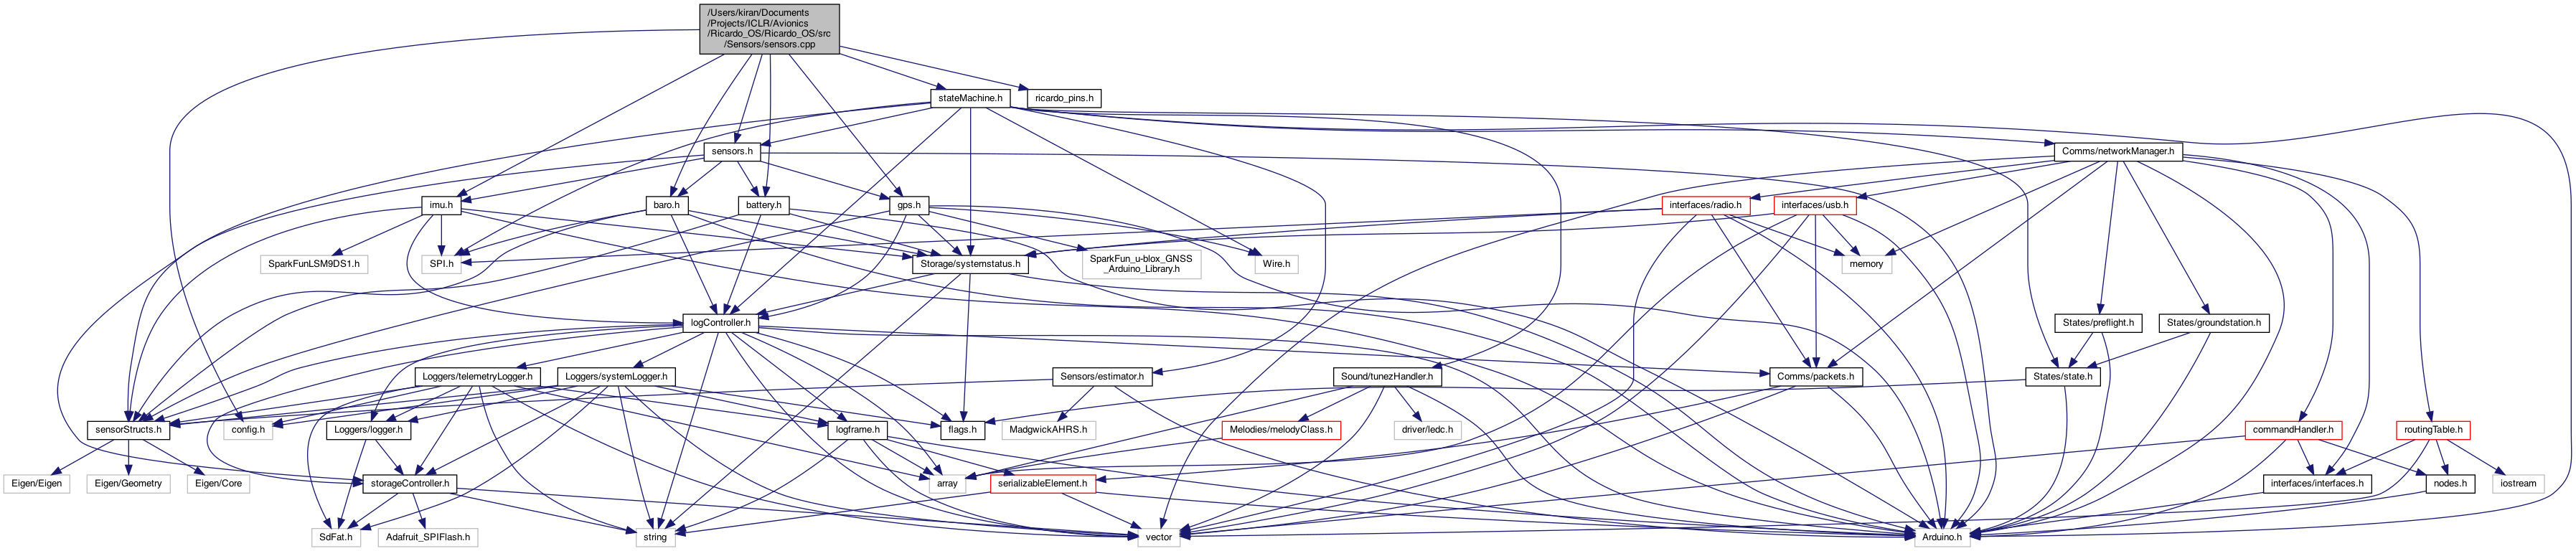 /Users/kiran/Documents
/Projects/ICLR/Avionics
/Ricardo_OS/Ricardo_OS/src
/Sensors/sensors.cpp
stateMachine.h
ricardo_pins.h
sensors.h
Comms/networkManager.h
imu.h
baro.h
battery.h
gps.h
interfaces/radio.h
interfaces/usb.h
SparkFunLSM9DS1.h
SPI.h
Storage/systemstatus.h
SparkFun_u-blox_GNSS
_Arduino_Library.h
Wire.h
memory
logController.h
States/preflight.h
States/groundstation.h
Loggers/telemetryLogger.h
Loggers/systemLogger.h
Sensors/estimator.h
Sound/tunezHandler.h
Comms/packets.h
States/state.h
sensorStructs.h
config.h
Loggers/logger.h
logframe.h
flags.h
MadgwickAHRS.h
Melodies/melodyClass.h
driver/ledc.h
commandHandler.h
routingTable.h
Eigen/Eigen
Eigen/Geometry
Eigen/Core
storageController.h
array
serializableElement.h
interfaces/interfaces.h
nodes.h
iostream
SdFat.h
Adafruit_SPIFlash.h
string
vector
Arduino.h